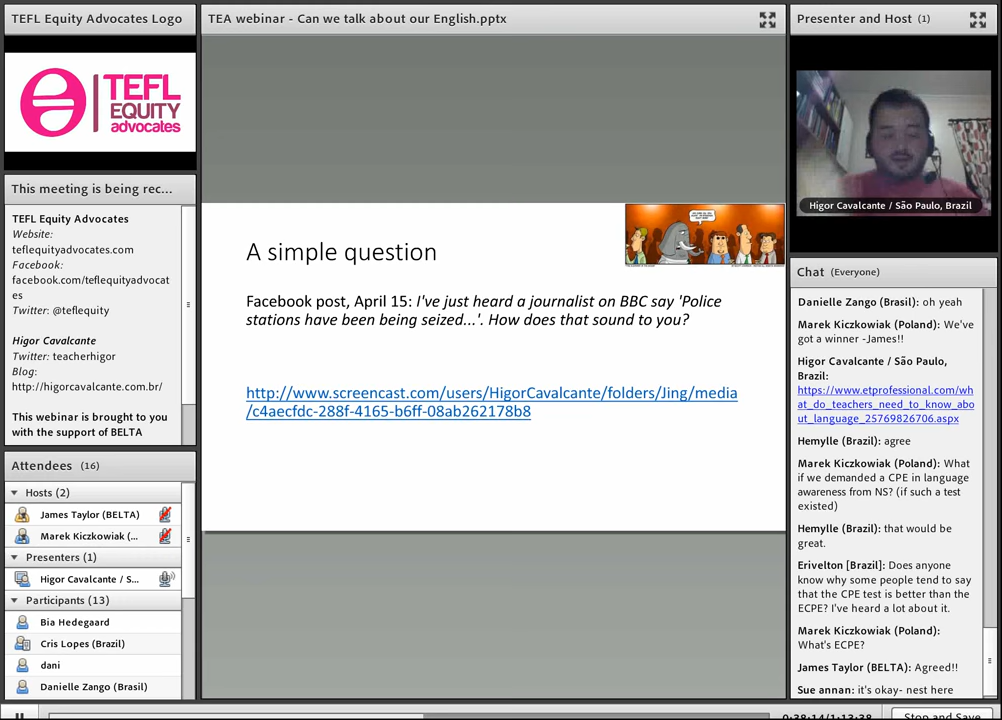 TEFL Equity Advocates Logo
TEFL
EQUITY
advocates
This meeting is being rec...
TEFL Equity Advocates
Website:
teflequityadvocates.com
Facebook:
facebook.com/teflequityadvocat
es
Twitter: @teflequity
Higor Cavalcante
Twitter: teacherhigor
Blog:
http://higorcavalcante.com.br/
This webinar is brought to you
with the support of BELTA
Attendees (16)
Hosts (2)
James Taylor (BELTA)
Marek Kiczkowiak (...
Presenters (1)
Higor Cavalcante / S...
Participants (13)
Bia Hedegaard
Cris Lopes (Brazil)
dani
Danielle Zango (Brasil)
TEA webinar - Can we talk about our English.pptx
A simple question
Facebook post, April 15: I've just heard a journalist on BBC say 'Police
stations have been being seized...'. How does that sound to you?
http://www.screencast.com/users/HigorCavalcante/folders/Jing/media
/c4aecfdc-288f-4165-b6ff-08ab262178b8
Presenter and Host (1)
Higor Cavalcante / São Paulo, Brazil
Chat (Everyone)
Danielle Zango (Brasil): oh yeah
Marek Kiczkowiak (Poland): We've
got a winner -James!!
Higor Cavalcante / São Paulo,
Brazil:
https://www.etprofessional.com/wh
at_do_teachers_need_to_know_abo
ut_language_25769826706.aspx
Hemylle (Brazil): agree
Marek Kiczkowiak (Poland): What
if we demanded a CPE in language
awareness from NS? (if such a test
existed)
Hemylle (Brazil): that would be
great.
Erivelton [Brazil]: Does anyone
know why some people tend to say
that the CPE test is better than the
ECPE? I've heard a lot about it.
Marek Kiczkowiak (Poland):
What's ECPE?
James Taylor (BELTA): Agreed!!
Sue annan: it's okay- nest here
0:38:14/1:13:38
Stop and Save